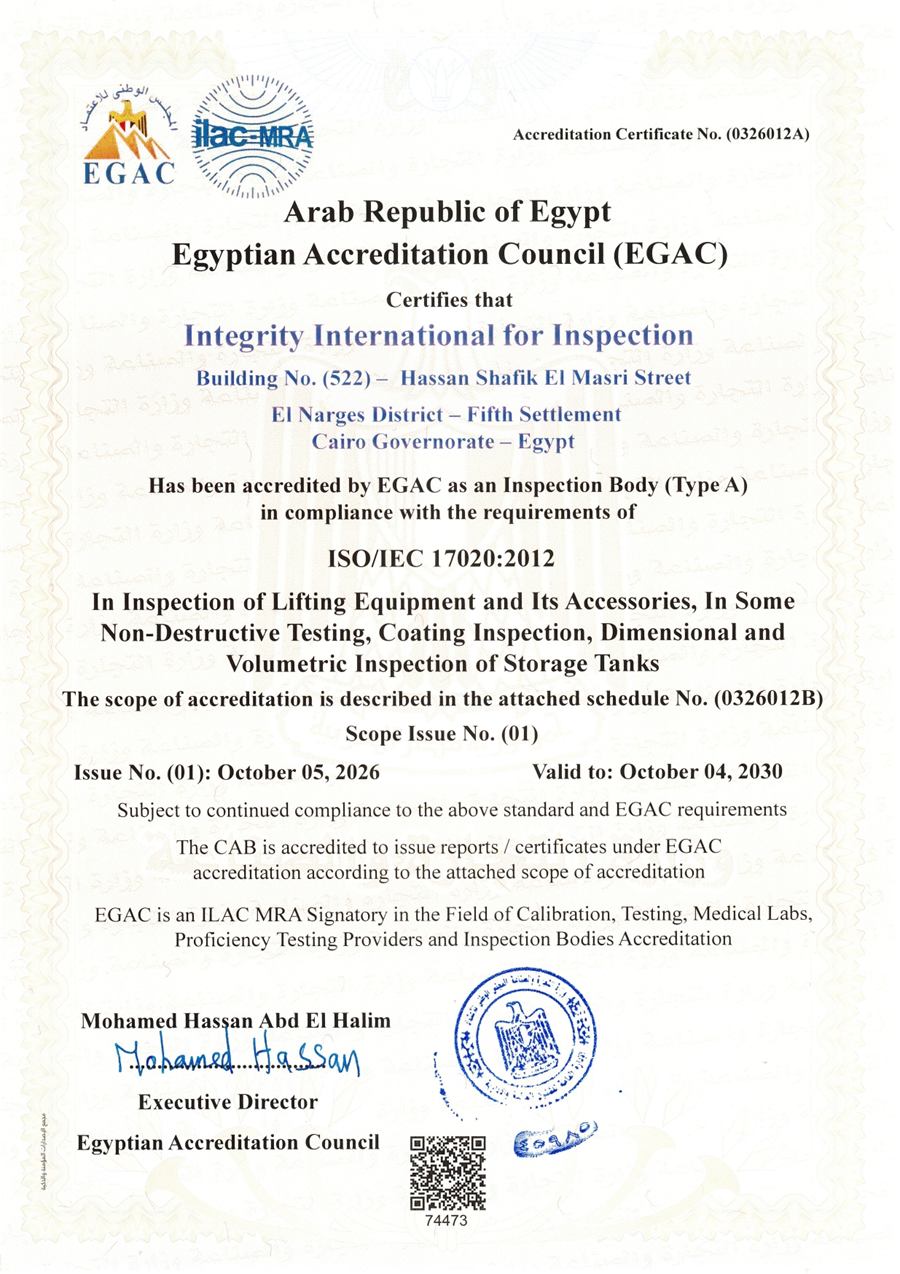 المجلس الوطني للاعتماد
EGAC
ilac-MRA
Accreditation Certificate No. (0326012A)
Arab Republic of Egypt
Egyptian Accreditation Council (EGAC)
Certifies that
Integrity International for Inspection
Building No. (522) – Hassan Shafik El Masri Street
El Narges District – Fifth Settlement
Cairo Governorate – Egypt
Has been accredited by EGAC as an Inspection Body (Type A)
in compliance with the requirements of
ISO/IEC 17020:2012
In Inspection of Lifting Equipment and Its Accessories, In Some
Non-Destructive Testing, Coating Inspection, Dimensional and
Volumetric Inspection of Storage Tanks
The scope of accreditation is described in the attached schedule No. (0326012B)
Scope Issue No. (01)
Issue No. (01): October 05, 2026
Valid to: October 04, 2030
Subject to continued compliance to the above standard and EGAC requirements
The CAB is accredited to issue reports / certificates under EGAC
accreditation according to the attached scope of accreditation
EGAC is an ILAC MRA Signatory in the Field of Calibration, Testing, Medical Labs,
Proficiency Testing Providers and Inspection Bodies Accreditation
Mohamed Hassan Abd El Halim
Mohamed Hassan
Executive Director
Egyptian Accreditation Council
74473